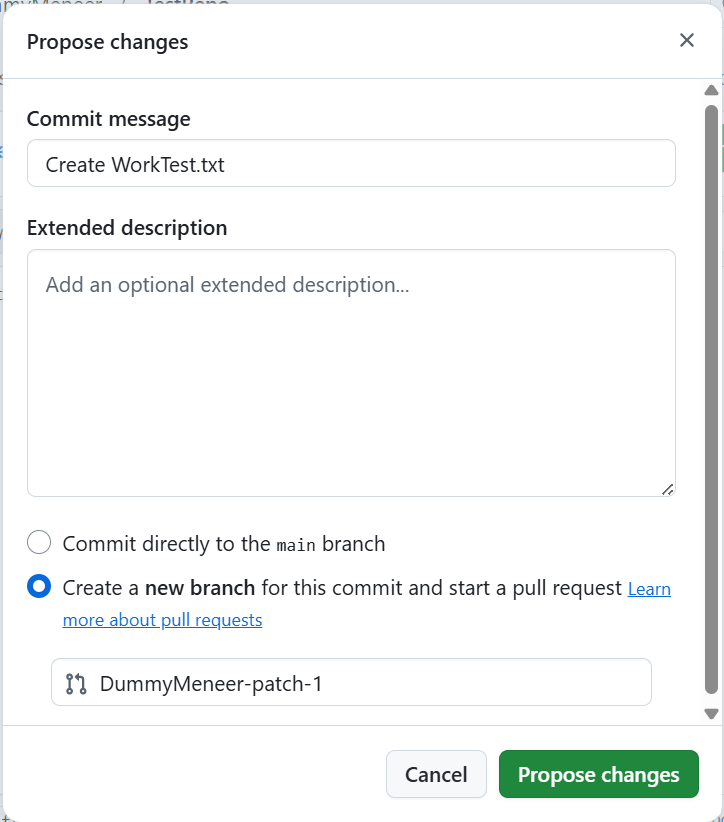 Propose changes
Commit message
Create WorkTest.txt
Extended description
Add an optional extended description...
Commit directly to the main branch
Create a new branch for this commit and start a pull request Learn
more about pull requests
DummyMeneer-patch-1
Cancel
Propose changes